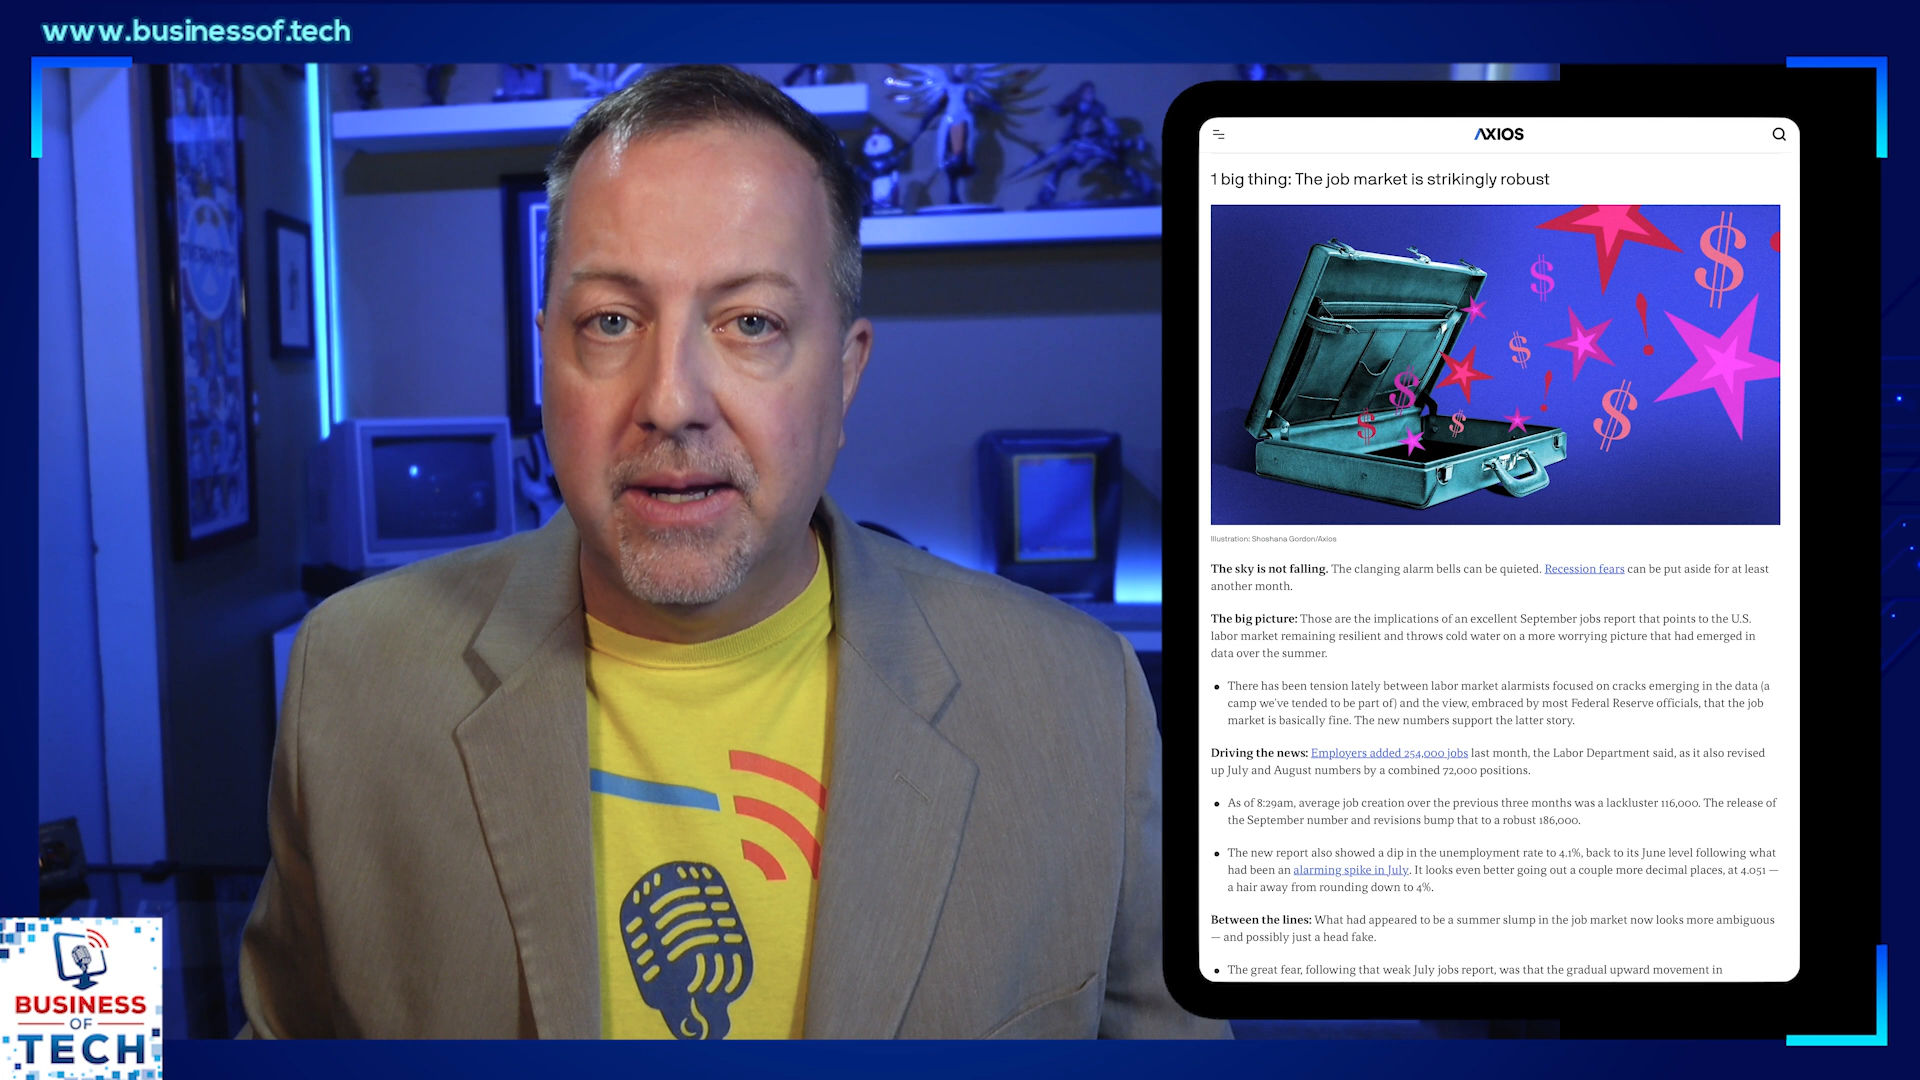 www.businessof.tech
AXIOS
1 big thing: The job market is strikingly robust
Illustration: Shoshana Gordon/Axios
The sky is not falling. The clanging alarm bells can be quieted. Recession fears can be put aside for at least
another month.
The big picture: Those are the implications of an excellent September jobs report that points to the U.S.
labor market remaining resilient and throws cold water on a more worrying picture that had emerged in
data over the summer.
• There has been tension lately between labor market alarmists focused on cracks emerging in the data (a
camp we've tended to be part of) and the view, embraced by most Federal Reserve officials, that the job
market is basically fine. The new numbers support the latter story.
Driving the news: Employers added 254,000 jobs last month, the Labor Department said, as it also revised
up July and August numbers by a combined 72,000 positions.
• As of 8:29am, average job creation over the previous three months was a lackluster 116,000. The release of
the September number and revisions bump that to a robust 186,000.
• The new report also showed a dip in the unemployment rate to 4.1%, back to its June level following what
had been an alarming spike in July. It looks even better going out a couple more decimal places, at 4.051 —
a hair away from rounding down to 4%.
Between the lines: What had appeared to be a summer slump in the job market now looks more ambiguous
— and possibly just a head fake.
• The great fear, following that weak July jobs report, was that the gradual upward movement in
BUSINESS
OF
TECH